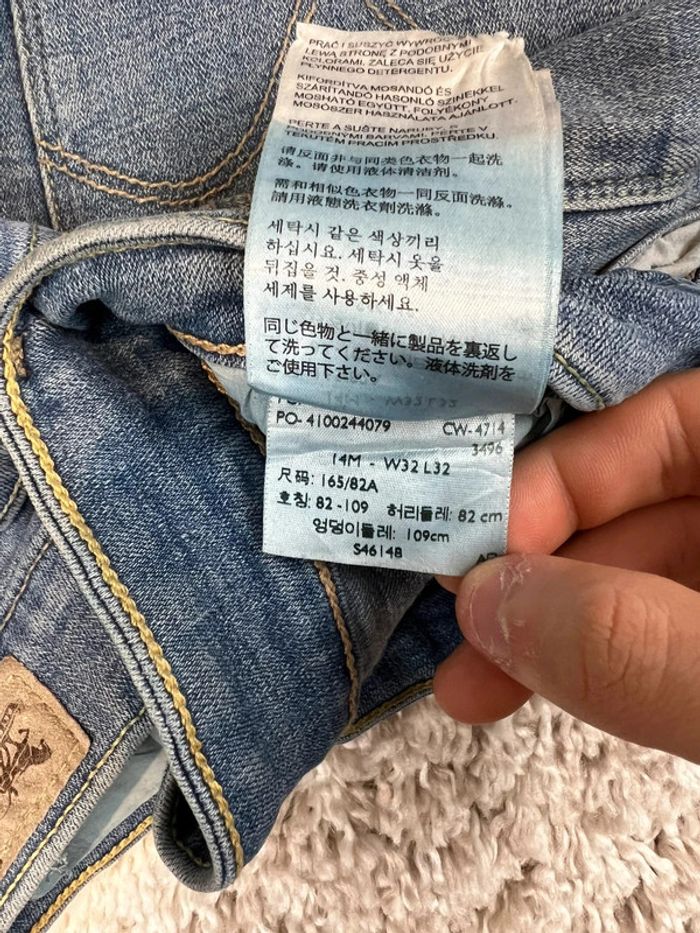 PRAĆ I SUSZYĆ
LEWĄ STRONĘ Z PODOBNYMI
KOLORAMI. ZALECA SIĘ UŻYCIE
PŁYNNEGO DETERGENTU.
KIFORDÍTVA MOSANDÓ ÉS
SZÁRÍTANDÓ HASONLÓ SZÍNEKKEL
MOSHATÓ EGYÜTT. FOLYÉKONY
MOSÓSZER HASZNÁLATA AJÁNLOTT.
PERTE A SUŠTE NARUBY S
PODOBNÝMI BARVAMI. PERTE V
TEKUTÉM PRACÍM PROSTŘEDKU.
请反面并与同类色衣物一起洗
涤。请使用液体清洁剂。
需和相似色衣物一同反面洗滌。
請用液態洗衣劑洗滌。
세탁시 같은 색상끼리
하십시요. 세탁시 옷을
뒤집을 것. 중성 액체
세제를 사용하세요.
同じ色物と一緒に製品を裏返し
て洗ってください。液体洗剤を
ご使用下さい。
PO- 4100244079 CW-4714
3496
14M - W32 L32
尺码: 165/82A
호칭: 82 -109 허리둘레: 82 cm
엉덩이둘레: 109cm
S46148